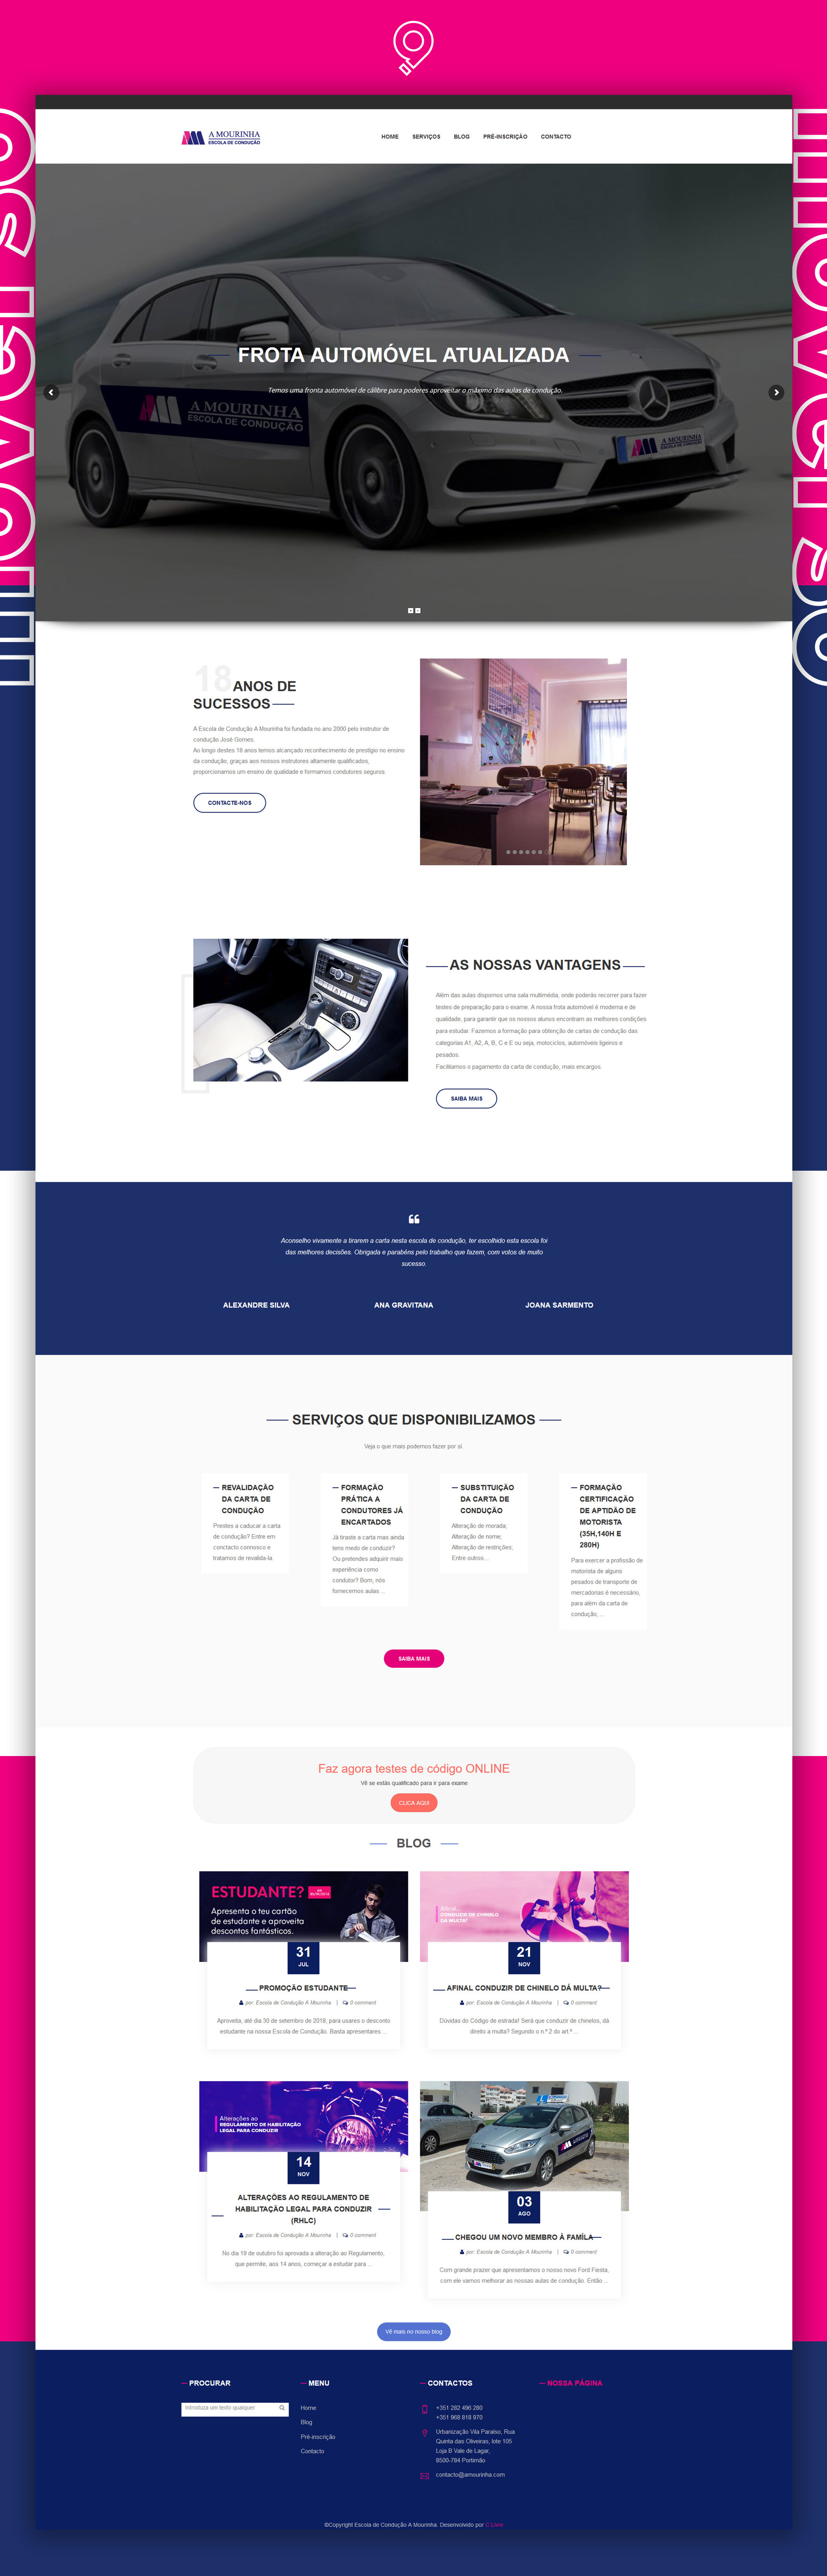 A MOURINHA
ESCOLA DE CONDUÇÃO
HOME SERVIÇOS BLOG PRÉ-INSCRIÇÃO CONTACTO
FROTA AUTOMÓVEL ATUALIZADA
Temos uma fronta automóvel de cálibre para poderes aproveitar o máximo das aulas de condução.
A MOURINHA
ESCOLA DE CONDUÇÃO
A MOURINHA
ESCOLA DE CONDUÇÃO
18 ANOS DE
SUCESSOS
A Escola de Condução A Mourinha foi fundada no ano 2000 pelo instrutor de
condução José Gomes.
Ao longo destes 18 anos temos alcançado reconhecimento de prestígio no ensino
da condução, graças aos nossos instrutores altamente qualificados,
proporcionamos um ensino de qualidade e formamos condutores seguros.
CONTACTE-NOS
AS NOSSAS VANTAGENS
Além das aulas dispomos uma sala multimédia, onde poderás recorrer para fazer
testes de preparação para o exame. A nossa frota automóvel é moderna e de
qualidade, para garantir que os nossos alunos encontram as melhores condições
para estudar. Fazemos a formação para obtenção de cartas de condução das
categorias A1, A2, A, B, C e E ou seja, motociclos, automóveis ligeiros e
pesados.
Facilitamos o pagamento da carta de condução, mais encargos.
SAIBA MAIS
Aconselho vivamente a tirarem a carta nesta escola de condução, ter escolhido esta escola foi
das melhores decisões. Obrigada e parabéns pelo trabalho que fazem, com votos de muito
sucesso.
ALEXANDRE SILVA ANA GRAVITANA JOANA SARMENTO
SERVIÇOS QUE DISPONIBILIZAMOS
Veja o que mais podemos fazer por si.
REVALIDAÇÃO
DA CARTA DE
CONDUÇÃO
Prestes a caducar a carta
de condução? Entre em
conctacto connosco e
tratamos de revalida-la.
FORMAÇÃO
PRÁTICA A
CONDUTORES JÁ
ENCARTADOS
Já tiraste a carta mas ainda
tens medo de conduzir?
Ou pretendes adquirir mais
experiência como
condutor? Bom, nós
fornecemos aulas ...
SUBSTITUIÇÃO
DA CARTA DE
CONDUÇÃO
Alteração de morada;
Alteração de nome;
Alteração de restrições;
Entre outros....
FORMAÇÃO
CERTIFICAÇÃO
DE APTIDÃO DE
MOTORISTA
(35H,140H E
280H)
Para exercer a profissão de
motorista de alguns
pesados de transporte de
mercadorias é necessário,
para além da carta de
condução, ...
SAIBA MAIS
Faz agora testes de código ONLINE
Vê se estás qualificado para ir para exame
CLICA AQUI
BLOG
ESTUDANTE?
Apresenta o teu cartão
de estudante e aproveita
descontos fantásticos.
31
JUL
PROMOÇÃO ESTUDANTE
por: Escola de Condução A Mourinha | 0 comment
Aproveita, até dia 30 de setembro de 2018, para usares o desconto
estudante na nossa Escola de Condução. Basta apresentares ...
Afinal...
CONDUZIR DE CHINELO
DÁ MULTA?
21
NOV
AFINAL CONDUZIR DE CHINELO DÁ MULTA?
por: Escola de Condução A Mourinha | 0 comment
Dúvidas do Código de estrada! Será que conduzir de chinelos, dá
direito a multa? Segundo o n.º 2 do art.º ...
Alterações ao
REGULAMENTO DE HABILITAÇÃO
LEGAL PARA CONDUZIR
14
NOV
ALTERAÇÕES AO REGULAMENTO DE
HABILITAÇÃO LEGAL PARA CONDUZIR
(RHLC)
por: Escola de Condução A Mourinha | 0 comment
No dia 19 de outubro foi aprovada a alteração ao Regulamento,
que permite, aos 14 anos, começar a estudar para ...
03
AGO
CHEGOU UM NOVO MEMBRO À FAMÍLA
por: Escola de Condução A Mourinha | 0 comment
Com grande prazer que apresentamos o nosso novo Ford Fiesta,
com ele vamos melhorar as nossas aulas de condução. Então ...
Vê mais no nosso blog
PROCURAR
Introduza um texto qualquer
MENU
Home
Blog
Pré-inscrição
Contacto
CONTACTOS
+351 282 496 280
+351 968 818 970
Urbanização Vila Paraíso, Rua
Quinta das Oliveiras, lote 105
Loja B Vale de Lagar,
8500-784 Portimão
contacto@amourinha.com
NOSSA PÁGINA
©Copyright Escola de Condução A Mourinha. Desenvolvido por